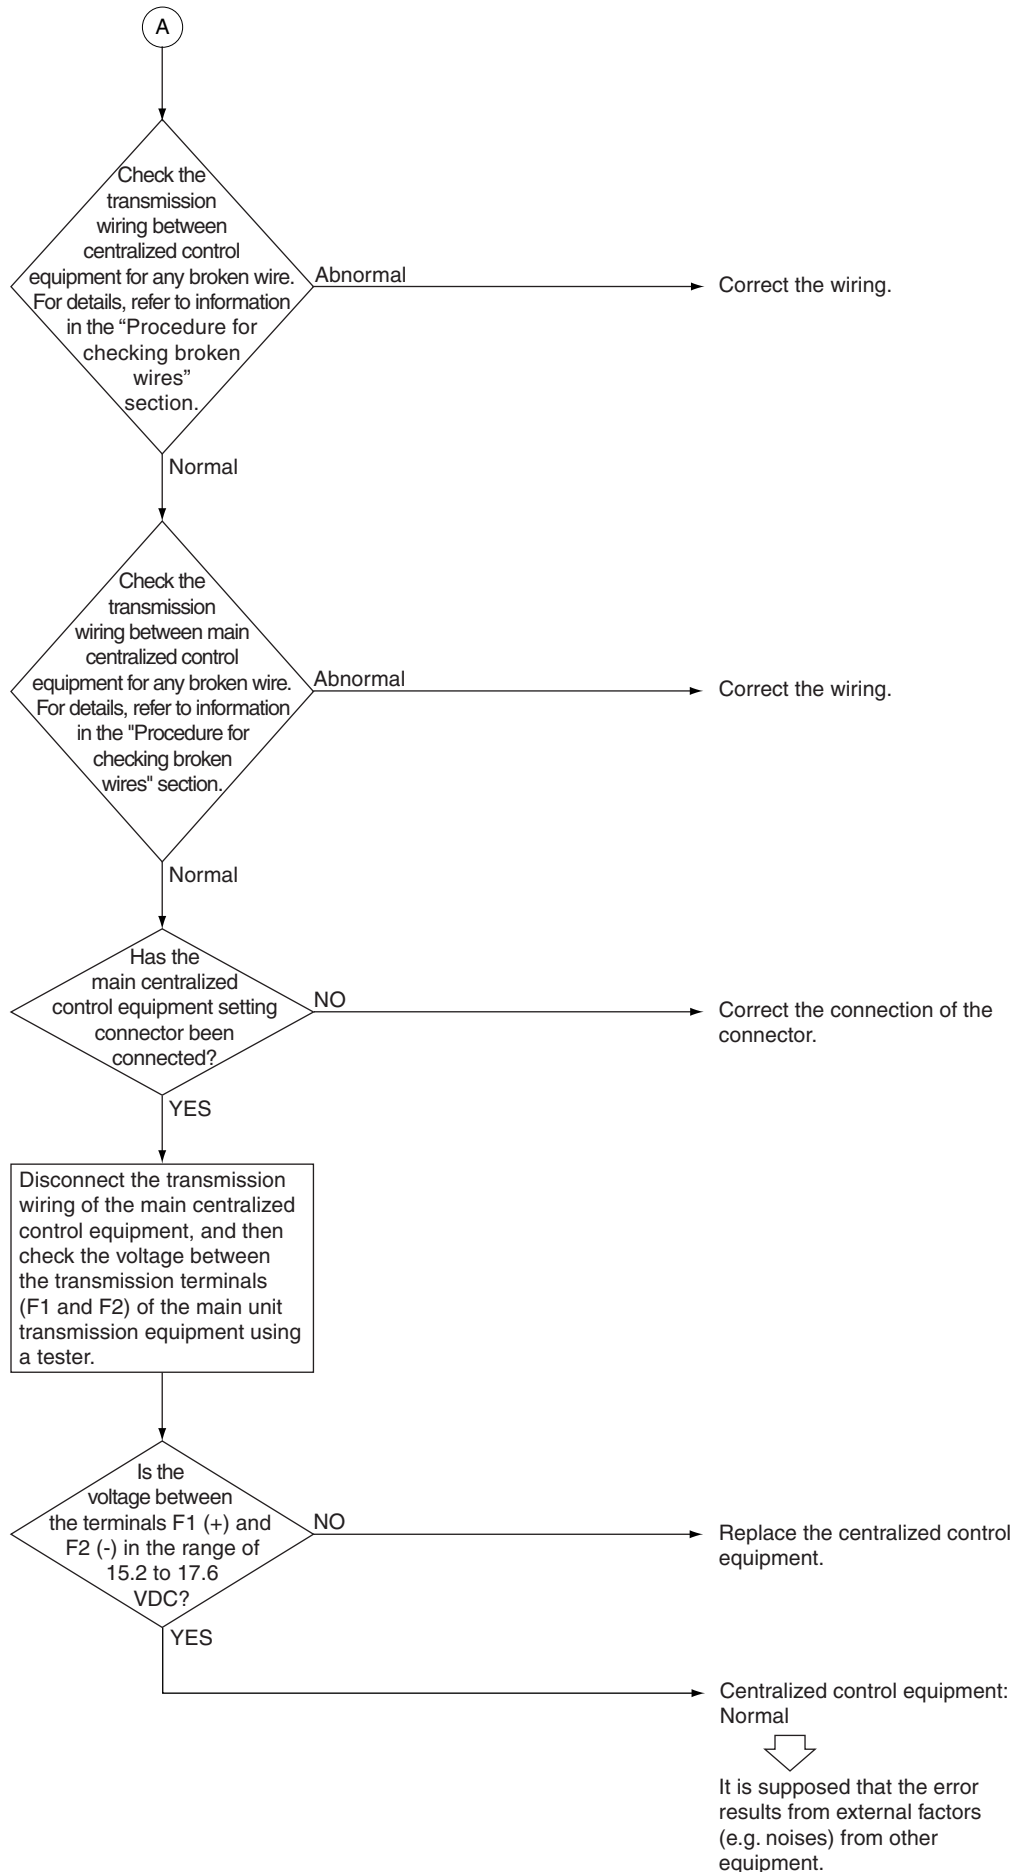 A
Check the
transmission
wiring between
centralized control
equipment for any broken wire.
For details, refer to information
in the “Procedure for
checking broken
wires”
section.
Abnormal
Correct the wiring.
Normal
Check the
transmission
wiring between main
centralized control
equipment for any broken wire.
For details, refer to information
in the "Procedure for
checking broken
wires" section.
Abnormal
Correct the wiring.
Normal
Has the
main centralized
control equipment setting
connector been
connected?
NO
Correct the connection of the
connector.
YES
Disconnect the transmission
wiring of the main centralized
control equipment, and then
check the voltage between
the transmission terminals
(F1 and F2) of the main unit
transmission equipment using
a tester.
Is the
voltage between
the terminals F1 (+) and
F2 (-) in the range of
15.2 to 17.6
VDC?
NO
Replace the centralized control
equipment.
YES
Centralized control equipment:
Normal
It is supposed that the error
results from external factors
(e.g. noises) from other
equipment.